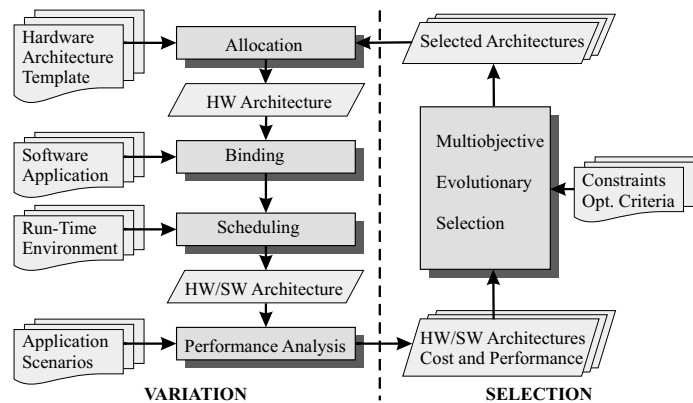 Hardware
Architecture
Template
Allocation
Selected Architectures
HW Architecture
Software
Application
Binding
Multiobjective
Evolutionary
Selection
Constraints
Opt. Criteria
Run-Time
Environment
Scheduling
HW/SW Architecture
Application
Scenarios
Performance Analysis
HW/SW Architectures
Cost and Performance
VARIATION
SELECTION